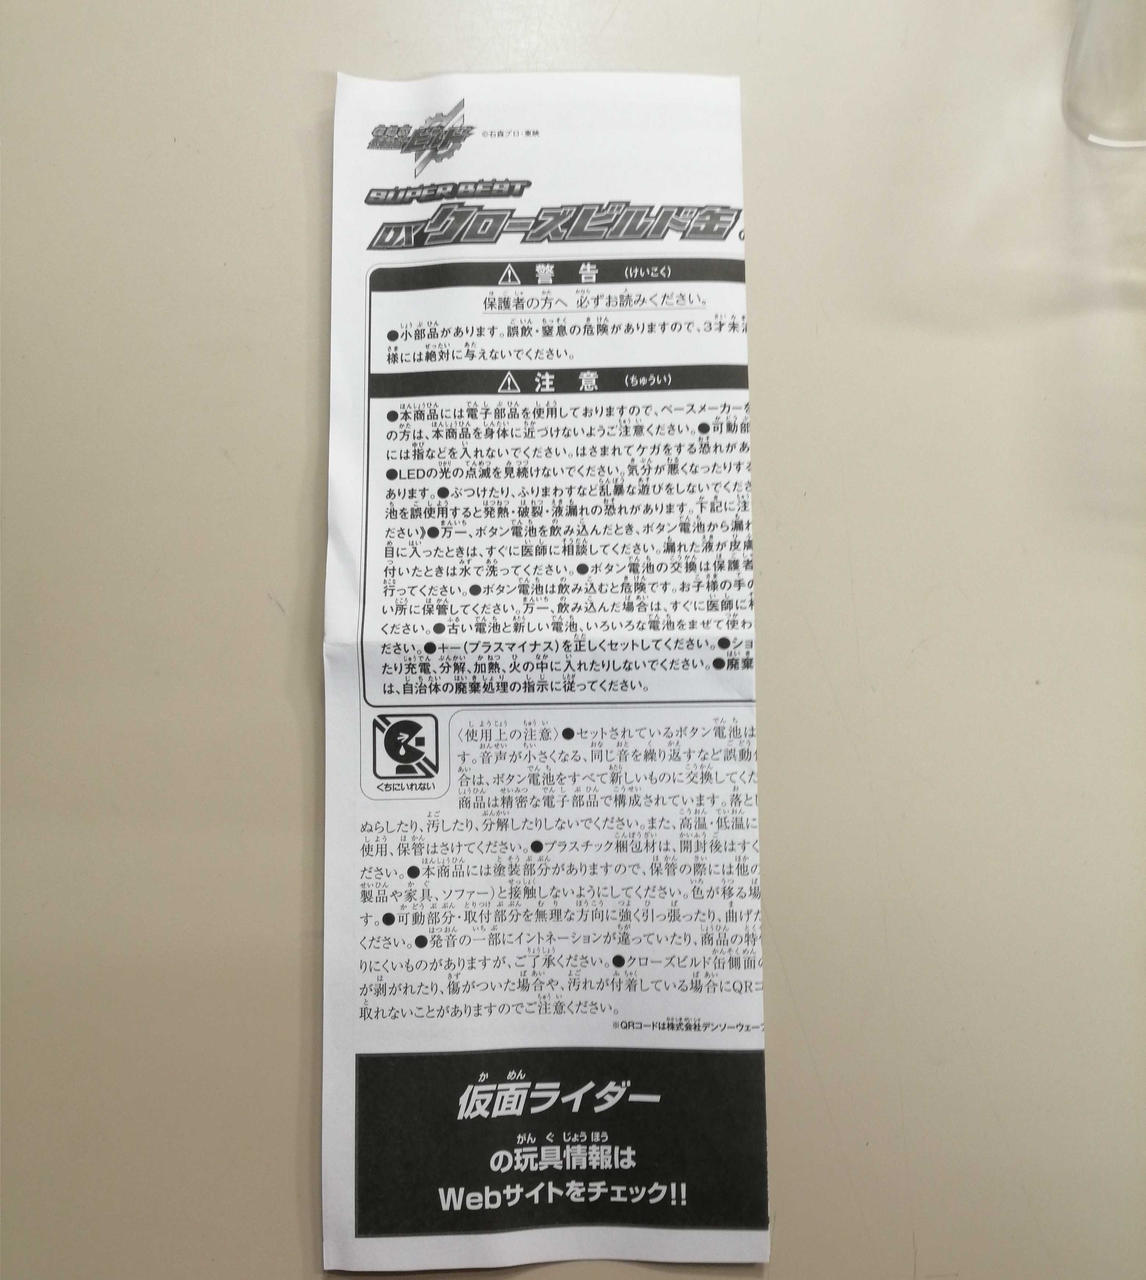 仮面ライダー ビルド ©石森プロ・東映
SUPER BEST
DXクローズビルド缶
警告 (けいこく)
保護者の方へ 必ずお読みください。
●小部品があります。誤飲・窒息の危険がありますので、3才未
様には絶対に与えないでください。
注意 (ちゅうい)
●本商品には電子部品を使用しておりますので、ペースメーカーを
の方は、本商品を身体に近づけないようご注意ください。●可動部
には指などを入れないでください。はさまれてケガをする恐れがあ
●LEDの光の点滅を見続けないでください。気分が悪くなったりする
あります。●ぶつけたり、ふりまわすなど乱暴な遊びをしないでくださ
池を誤使用すると発熱・破裂・液漏れの恐れがあります。下記に注
ださい》●万一、ボタン電池を飲み込んだとき、ボタン電池から漏れ
目に入ったときは、すぐに医師に相談してください。漏れた液が皮膚
付いたときは水で洗ってください。●ボタン電池の交換は保護者
行ってください。●ボタン電池は飲み込むと危険です。お子様の手の
い所に保管してください。万一、飲み込んだ場合は、すぐに医師に
ください。●古い電池と新しい電池、いろいろな電池をまぜて使わ
ださい。●+−(プラスマイナス)を正しくセットしてください。●ショ
たり充電、分解、加熱、火の中に入れたりしないでください。●廃棄
は、自治体の廃棄処理の指示に従ってください。
くちにいれない
〈使用上の注意〉●セットされているボタン電池は
す。音声が小さくなる、同じ音を繰り返すなど誤動
合は、ボタン電池をすべて新しいものに交換してくだ
商品は精密な電子部品で構成されています。落とし
ぬらしたり、汚したり、分解したりしないでください。また、高温・低温に
使用、保管はさけてください。●プラスチック梱包材は、開封後はすぐ
ださい。●本商品には塗装部分がありますので、保管の際には他の
製品や家具、ソファー)と接触しないようにしてください。色が移る場
す。●可動部分・取付部分を無理な方向に強く引っ張ったり、曲げた
ください。●発音の一部にイントネーションが違っていたり、商品の特
りにくいものがありますが、ご了承ください。●クローズビルド缶側面の
が剥がれたり、傷がついた場合や、汚れが付着している場合にQRコ
取れないことがありますのでご注意ください。
※QRコードは株式会社デンソーウェーブ
仮面ライダー
の玩具情報は
Webサイトをチェック!!